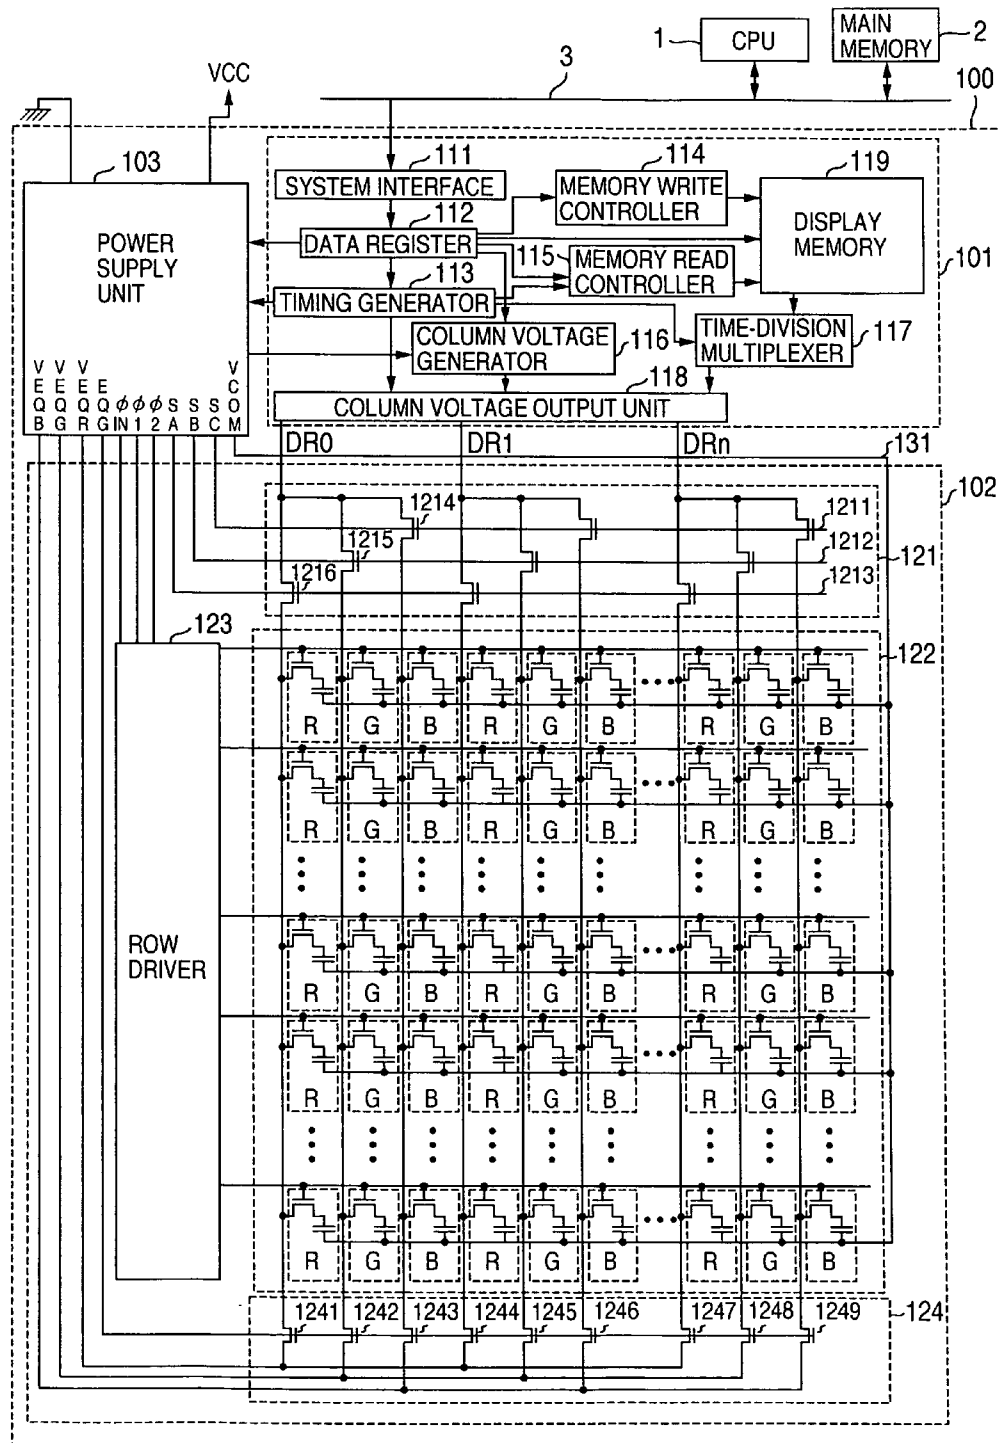 1
CPU
MAIN
MEMORY
2
3
VCC
100
103
POWER
SUPPLY
UNIT
111
SYSTEM INTERFACE
112
DATA REGISTER
113
TIMING GENERATOR
114
MEMORY WRITE
CONTROLLER
115
MEMORY READ
CONTROLLER
119
DISPLAY
MEMORY
101
COLUMN VOLTAGE
GENERATOR
116
TIME-DIVISION
MULTIPLEXER
117
118
COLUMN VOLTAGE OUTPUT UNIT
VEQB
VEQG
VEQR
EQG
ϕIN
ϕ1
ϕ2
SA
SB
SC
VCOM
DR0
DR1
DRn
131
102
1214
1211
1215
1212
121
1216
1213
123
ROW
DRIVER
122
R G B R G B R G B
R G B R G B R G B
R G B R G B R G B
R G B R G B R G B
R G B R G B R G B
1241 1242 1243 1244 1245 1246 1247 1248 1249
124